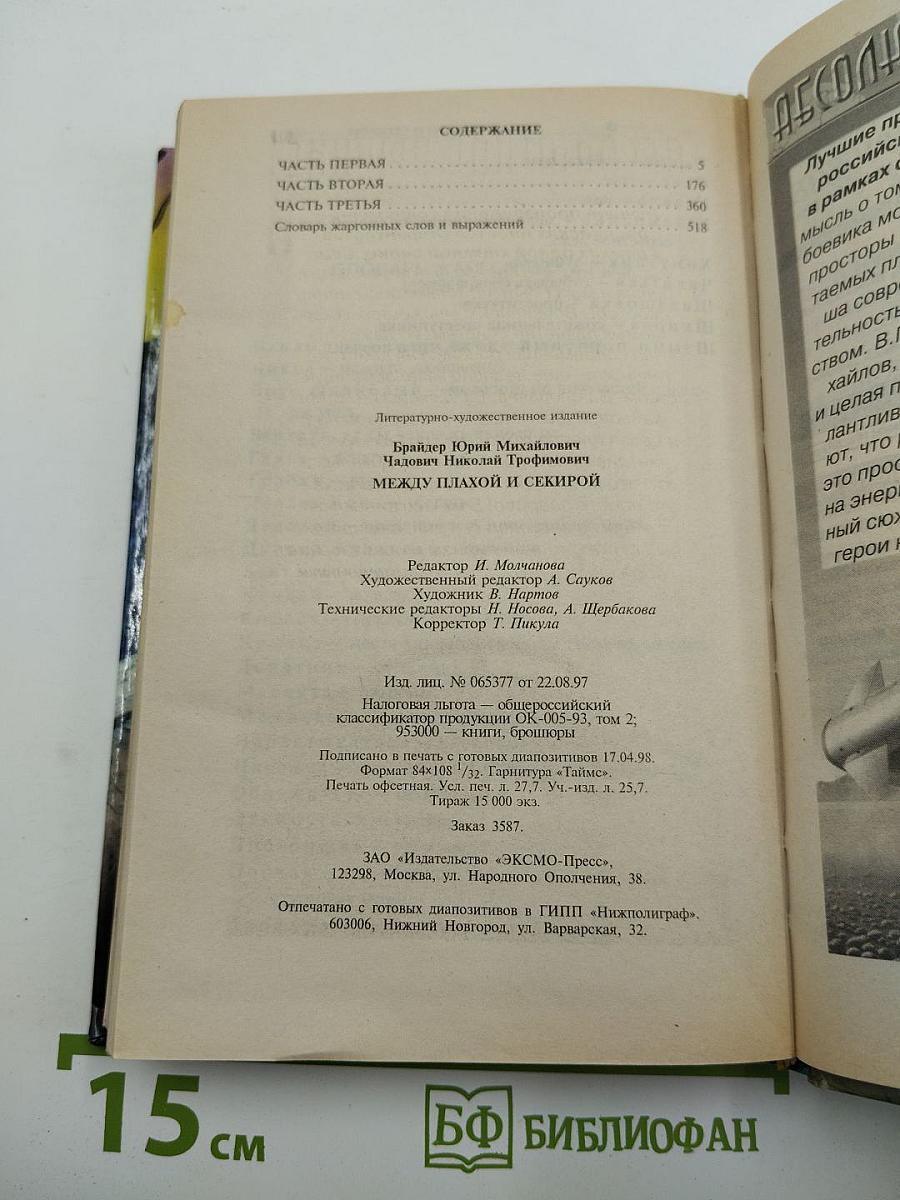 СОДЕРЖАНИЕ
ЧАСТЬ ПЕРВАЯ . . . . . . . . . . . . . . . . . . . . 5
ЧАСТЬ ВТОРАЯ . . . . . . . . . . . . . . . . . . . . 176
ЧАСТЬ ТРЕТЬЯ . . . . . . . . . . . . . . . . . . . . 360
Словарь жаргонных слов и выражений . . . . . . . . . . 518
Литературно-художественное издание
Брайдер Юрий Михайлович
Чадович Николай Трофимович
МЕЖДУ ПЛАХОЙ И СЕКИРОЙ
Редактор И. Молчанова
Художественный редактор А. Сауков
Художник В. Нартов
Технические редакторы Н. Носова, А. Щербакова
Корректор Т. Пикула
Изд. лиц. № 065377 от 22.08.97
Налоговая льгота — общероссийский
классификатор продукции ОК-005-93, том 2;
953000 — книги, брошюры
Подписано в печать с готовых диапозитивов 17.04.98.
Формат 84×108 1/32. Гарнитура «Таймс».
Печать офсетная. Усл. печ. л. 27,7. Уч.-изд. л. 25,7.
Тираж 15 000 экз.
Заказ 3587.
ЗАО «Издательство «ЭКСМО-Пресс»,
123298, Москва, ул. Народного Ополчения, 38.
Отпечатано с готовых диапозитивов в ГИПП «Нижполиграф».
603006, Нижний Новгород, ул. Варварская, 32.
АБСОЛЮ
Лучшие пр
российск
в рамках с
мысль о том
боевика мо
просторы
таемых пл
ша совре
тельность
ством. В.Г
хайлов,
и целая п
лантлив
ют, что р
это прос
на энерг
ный сюж
герои н
15 см
БФ БИБЛИОФАН